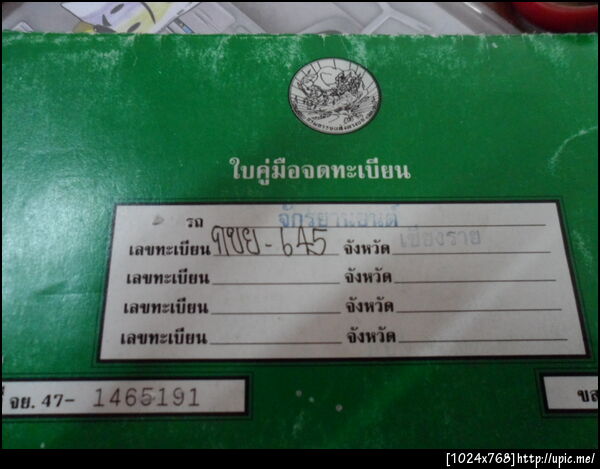 ใบคู่มือจดทะเบียน
รถ จักรยานยนต์
เลขทะเบียน กขย - 645 จังหวัด เชียงราย
เลขทะเบียน จังหวัด
เลขทะเบียน จังหวัด
เลขทะเบียน จังหวัด
จย. 47- 1465191
ขส
[1024x768]http://upic.me/